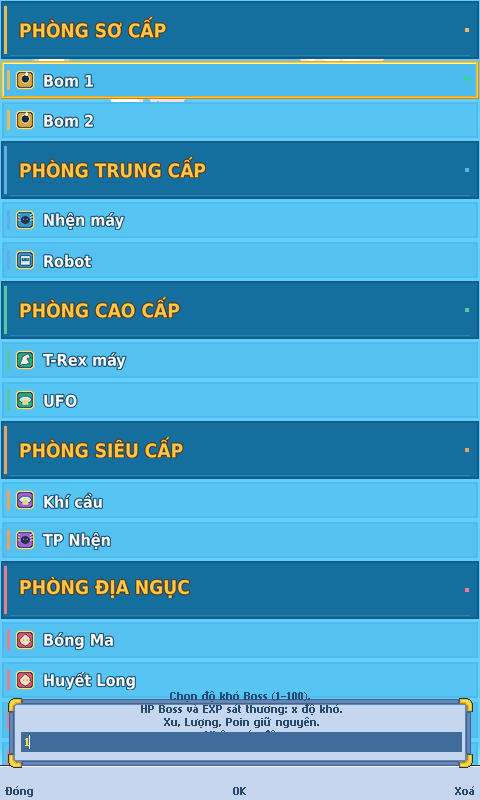 PHÒNG SƠ CẤP
Bom 1
Bom 2
PHÒNG TRUNG CẤP
Nhện máy
Robot
PHÒNG CAO CẤP
T-Rex máy
UFO
PHÒNG SIÊU CẤP
Khí cầu
TP Nhện
PHÒNG ĐỊA NGỤC
Bóng Ma
Huyết Long
Chọn độ khó Boss (1-100).
HP Boss và EXP sát thương: x độ khó.
Xu, Lượng, Poin giữ nguyên.
1
Đóng
OK
Xoá